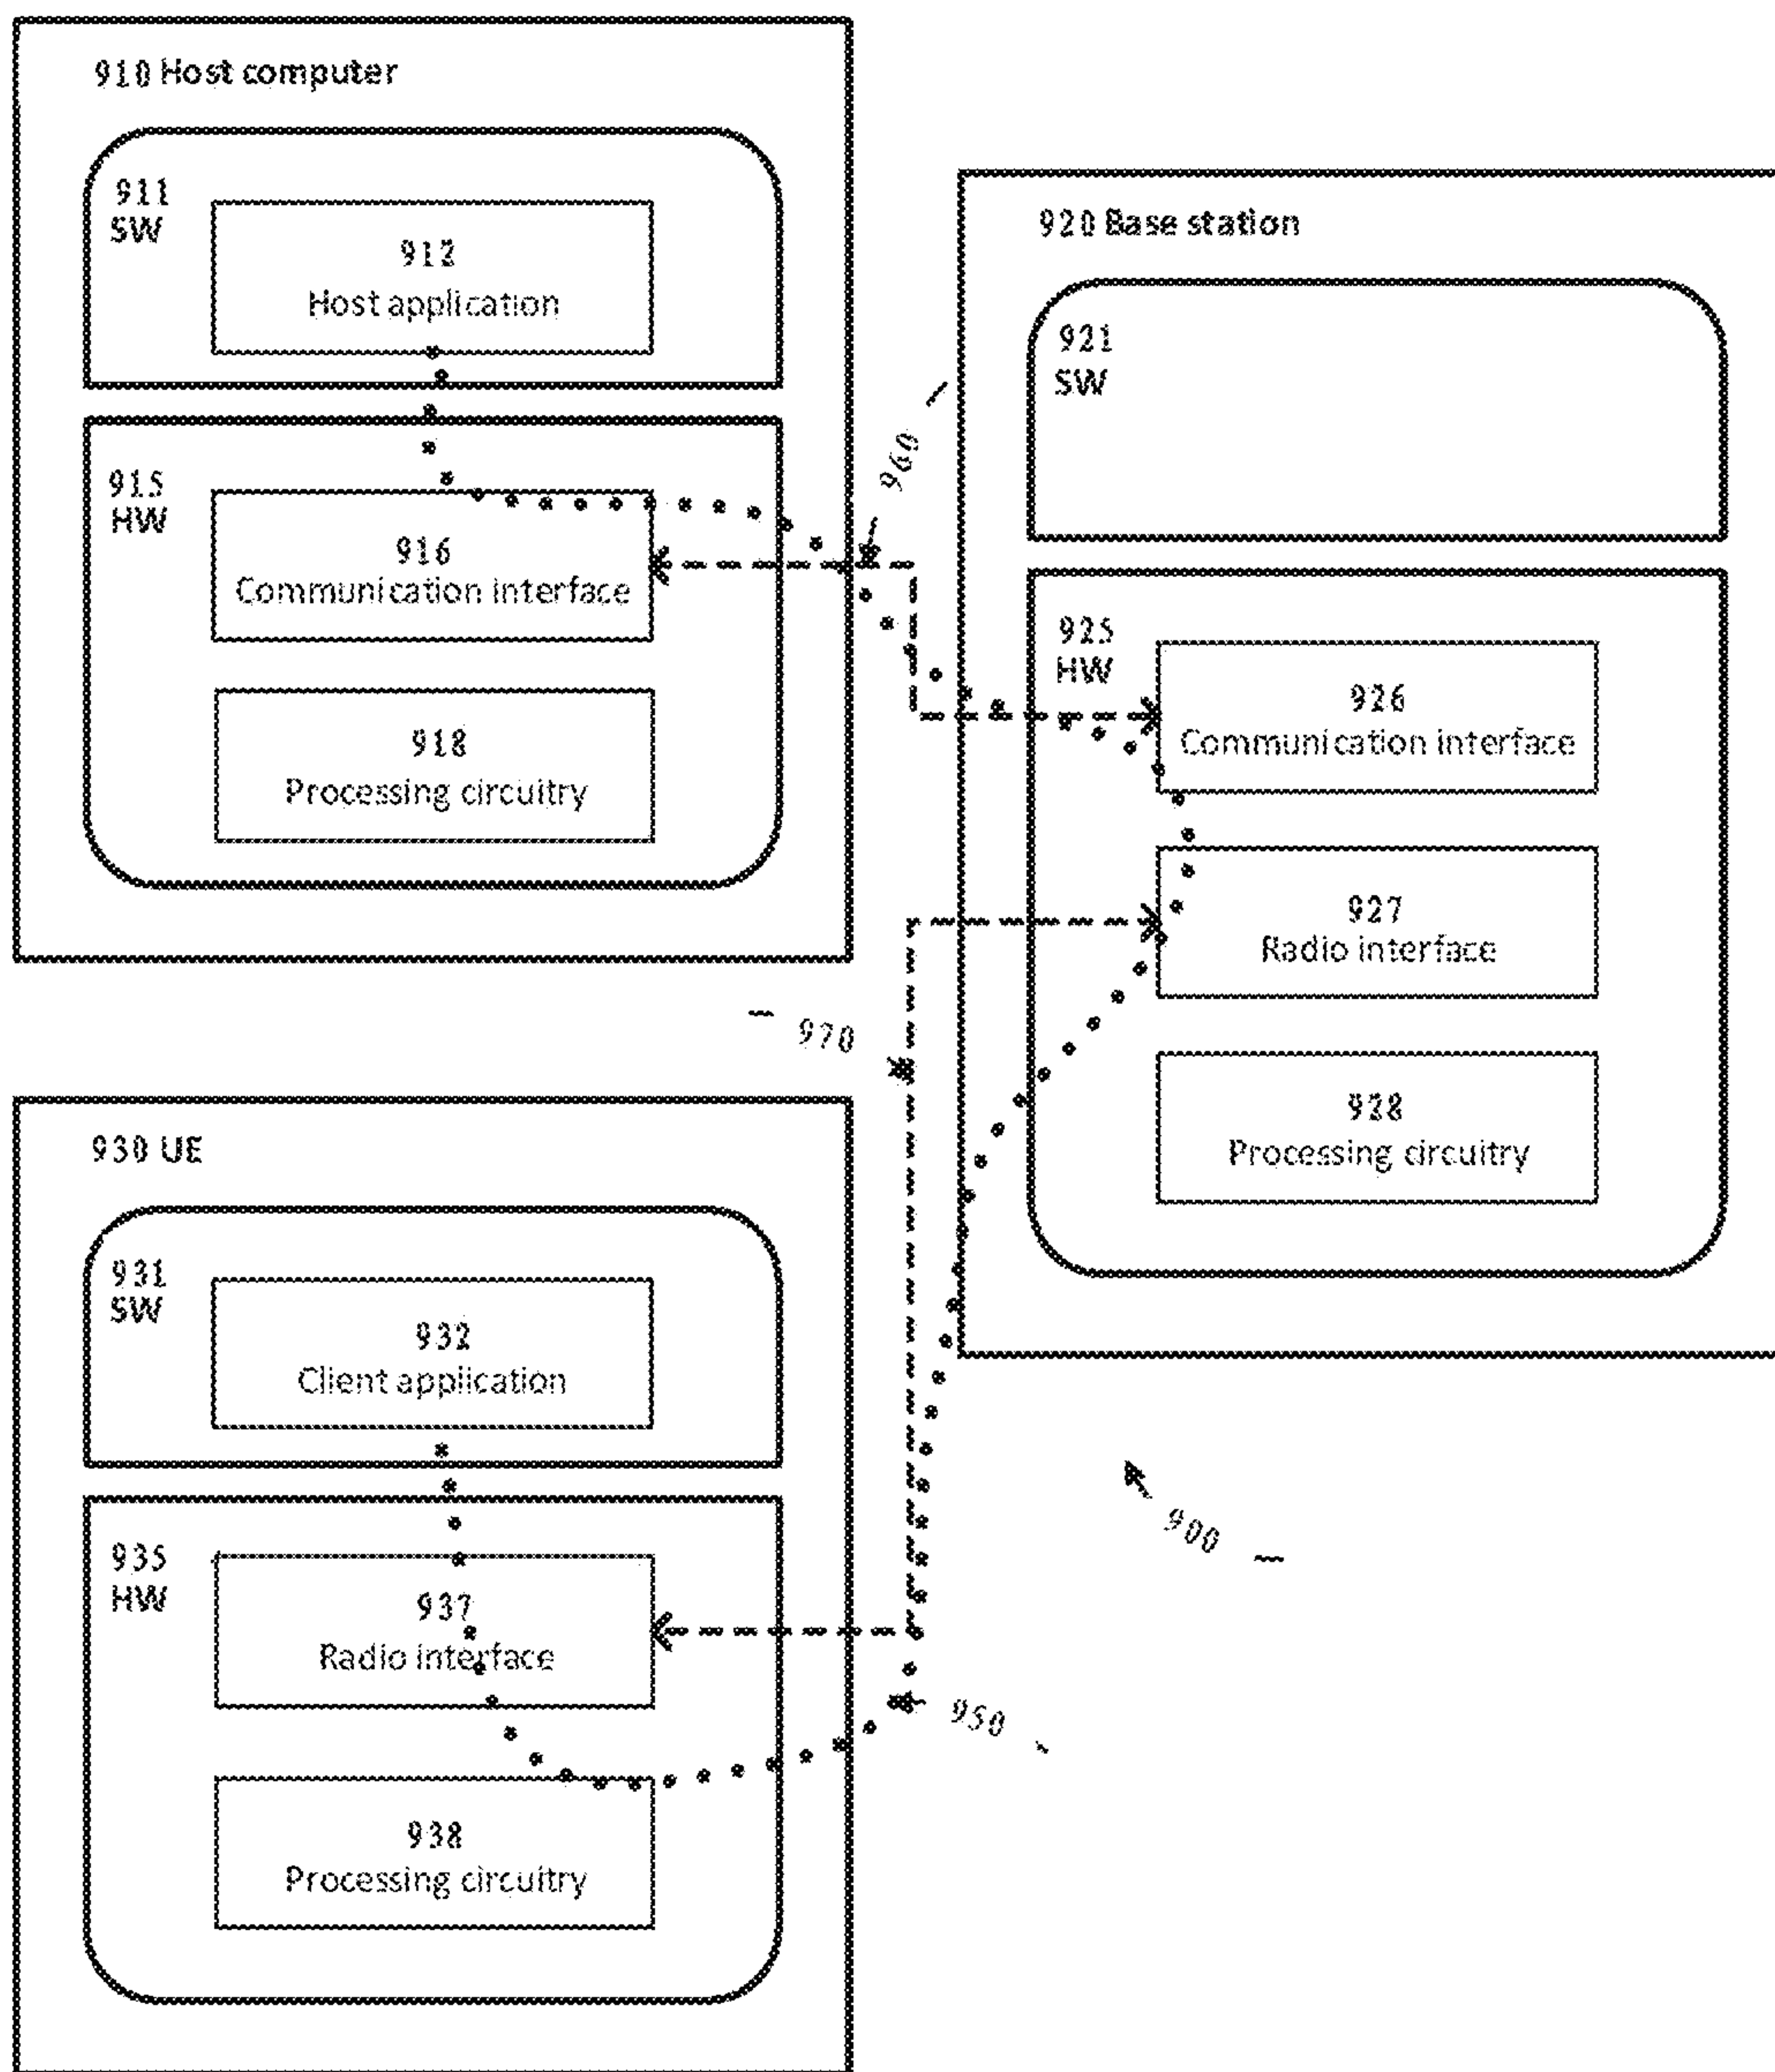 910 Host computer
911
SW
912
Host application
915
HW
916
Communication interface
918
Processing circuitry
960
920 Base station
921
SW
925
HW
926
Communication interface
927
Radio interface
928
Processing circuitry
970
930 UE
931
SW
932
Client application
935
HW
937
Radio interface
938
Processing circuitry
900
950